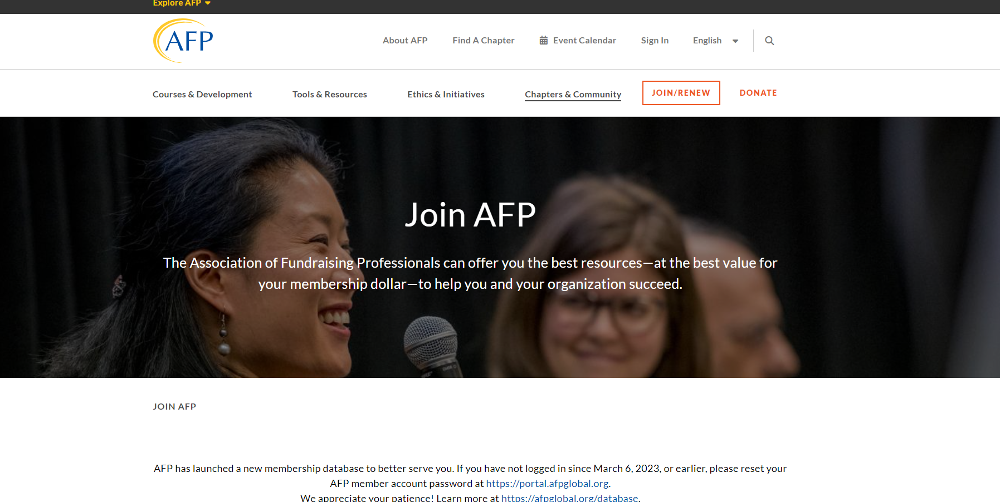 Explore AFP
AFP
About AFP
Find A Chapter
Event Calendar
Sign In
English
Courses & Development
Tools & Resources
Ethics & Initiatives
Chapters & Community
JOIN/RENEW
DONATE
Join AFP
The Association of Fundraising Professionals can offer you the best resources—at the best value for
your membership dollar—to help you and your organization succeed.
JOIN AFP
AFP has launched a new membership database to better serve you. If you have not logged in since March 6, 2023, or earlier, please reset your
AFP member account password at https://portal.afpglobal.org.
We appreciate your patience! Learn more at https://afpglobal.org/database.